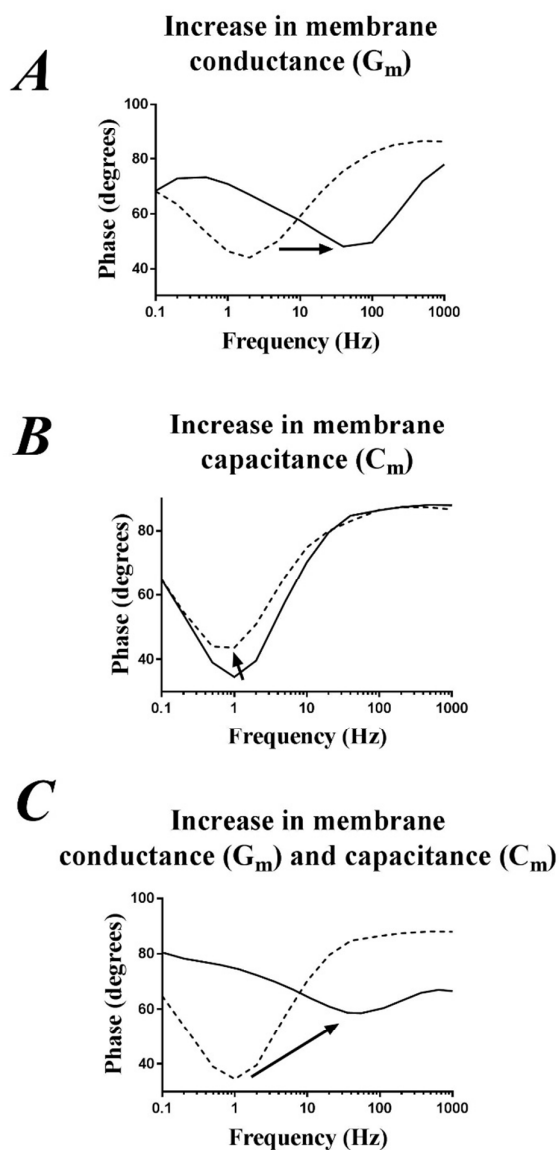 A
Increase in membrane
conductance (Gm)
100
80
60
40
Phase (degrees)
0.1 1 10 100 1000
Frequency (Hz)
B
Increase in membrane
capacitance (Cm)
80
60
40
Phase (degrees)
0.1 1 10 100 1000
Frequency (Hz)
C
Increase in membrane
conductance (Gm) and capacitance (Cm)
100
80
60
40
Phase (degrees)
0.1 1 10 100 1000
Frequency (Hz)